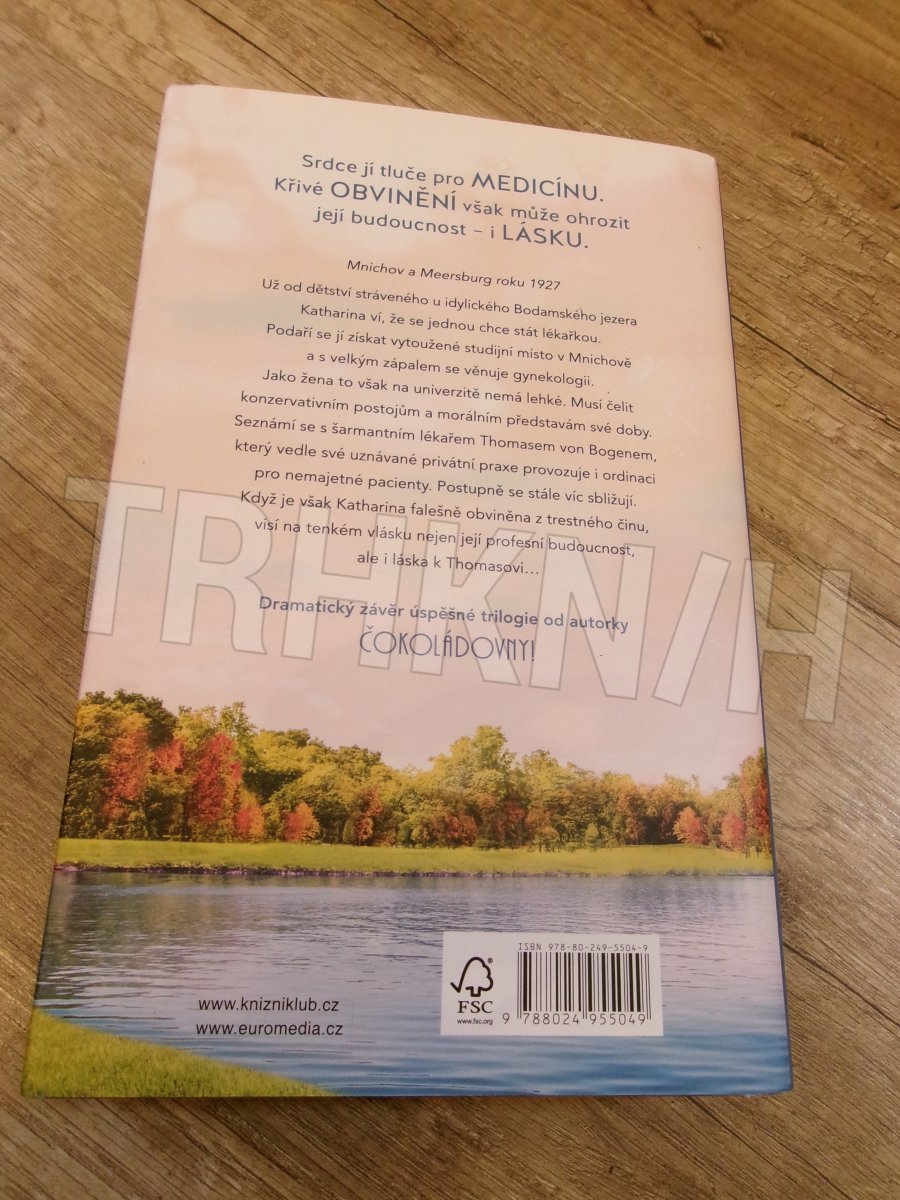 Srdce jí tluče pro MEDICÍNU.
Křivé OBVINĚNÍ však může ohrozit
její budoucnost – i LÁSKU.
Mnichov a Meersburg roku 1927
Už od dětství stráveného u idylického Bodamského jezera
Katharina ví, že se jednou chce stát lékařkou.
Podaří se jí získat vytoužené studijní místo v Mnichově
a s velkým zápalem se věnuje gynekologii.
Jako žena to však na univerzitě nemá lehké. Musí čelit
konzervativním postojům a morálním představám své doby.
Seznámí se s šarmantním lékařem Thomasem von Bogenem,
který vedle své uznávané privátní praxe provozuje i ordinaci
pro nemajetné pacienty. Postupně se stále víc sbližují.
Když je však Katharina falešně obviněna z trestného činu,
visí na tenkém vlásku nejen její profesní budoucnost,
ale i láska k Thomasovi...
TRHKN/H
Dramatický závěr úspěšné trilogie od autorky
ČOKOLÁDOVNY!
ISBN 978-80-249-5504-9
FSC
www.fsc.org
9 788024 955049
www.knizniklub.cz
www.euromedia.cz